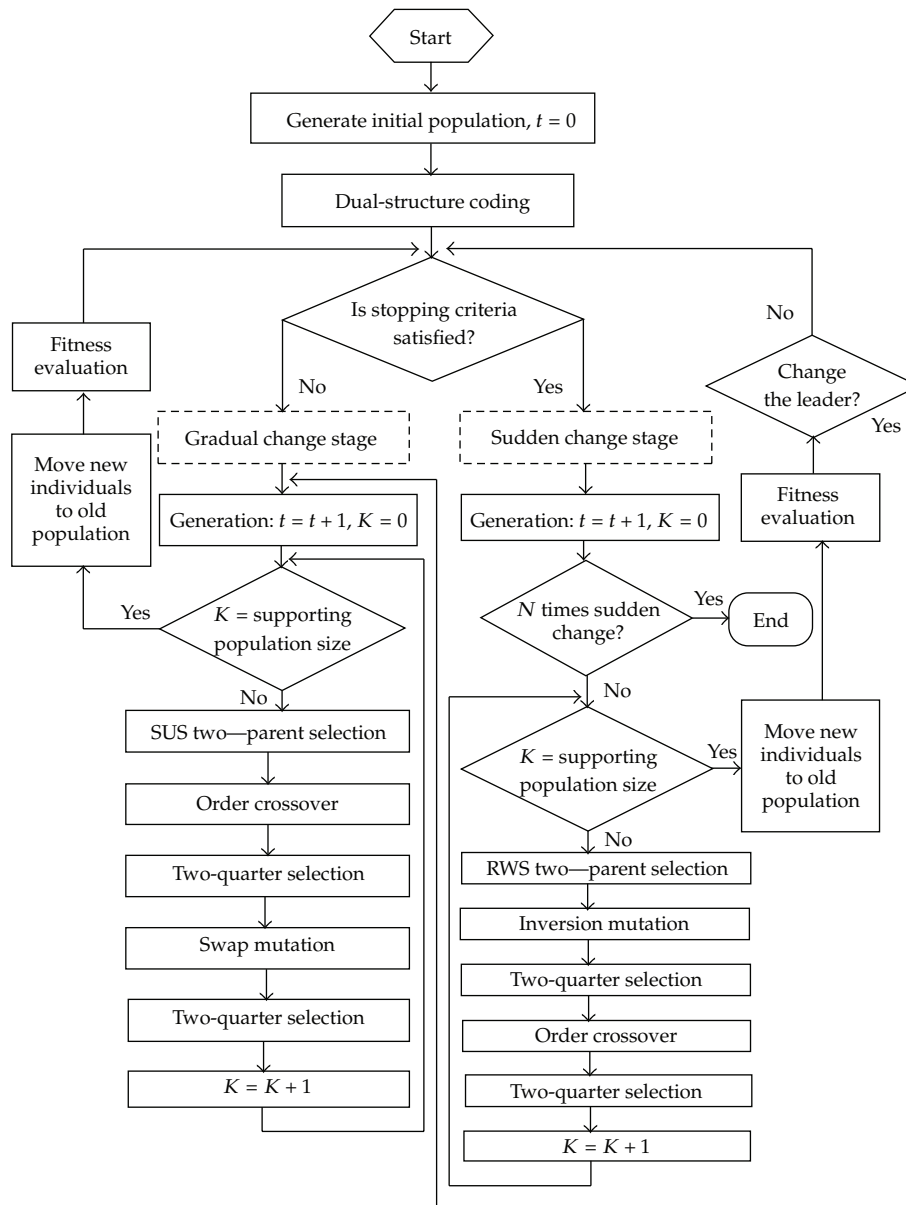 Start
Generate initial population, t = 0
Dual-structure coding
Is stopping criteria
satisfied?
No
Yes
Fitness
evaluation
Move new
individuals
to old
population
Yes
Gradual change stage
Generation: t = t + 1, K = 0
K = supporting
population size
No
SUS two—parent selection
Order crossover
Two-quarter selection
Swap mutation
Two-quarter selection
K = K + 1
Sudden change stage
Generation: t = t + 1, K = 0
N times sudden
change?
Yes
End
No
K = supporting
population size
Yes
No
RWS two—parent selection
Inversion mutation
Two-quarter selection
Order crossover
Two-quarter selection
K = K + 1
Move new
individuals
to old
population
Fitness
evaluation
Change
the leader?
No
Yes